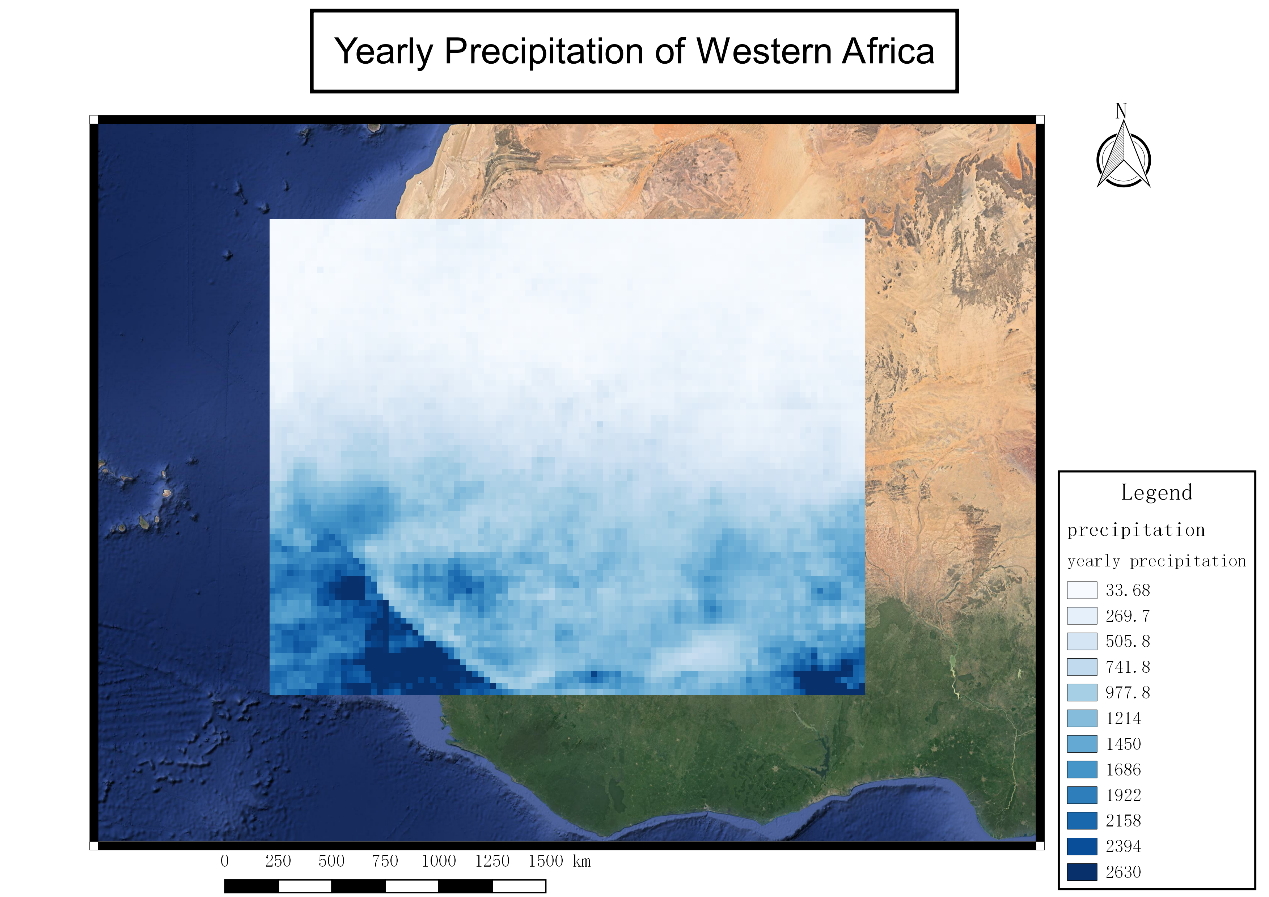 Yearly Precipitation of Western Africa
N
Legend
precipitation
yearly precipitation
33.68
269.7
505.8
741.8
977.8
1214
1450
1686
1922
2158
2394
2630
0 250 500 750 1000 1250 1500 km